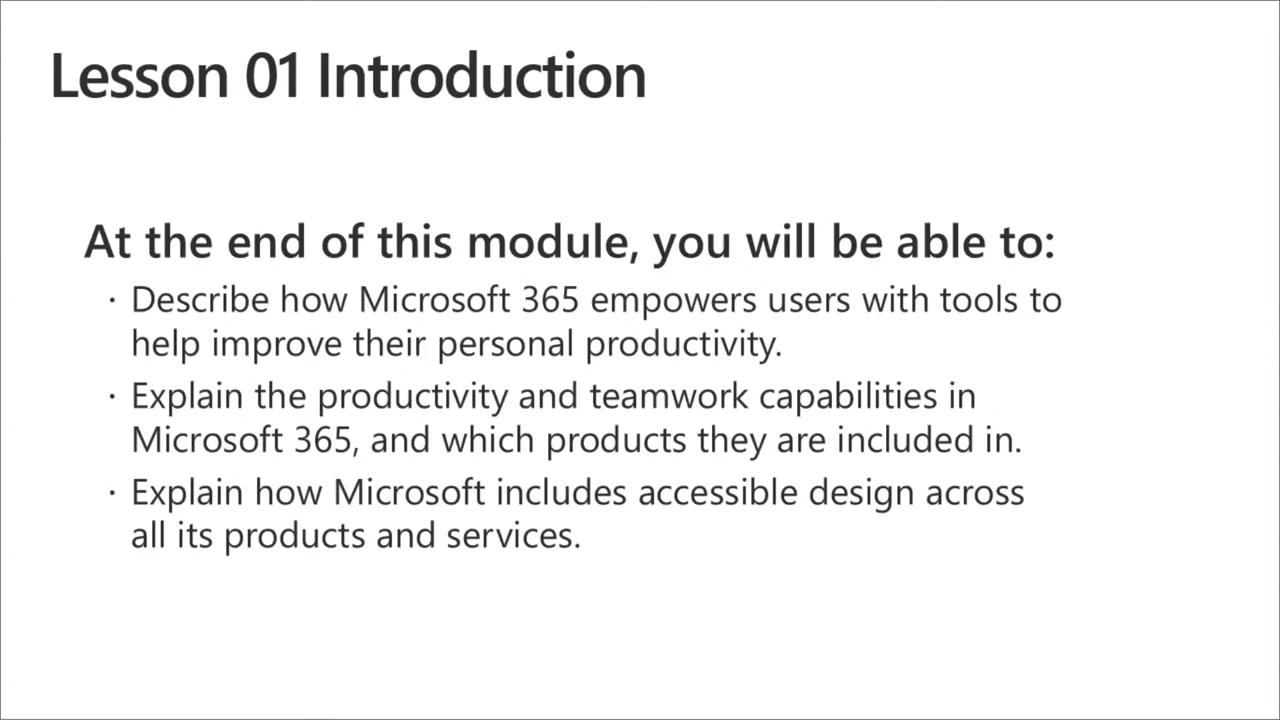 Lesson 01 Introduction
At the end of this module, you will be able to:
· Describe how Microsoft 365 empowers users with tools to
help improve their personal productivity.
· Explain the productivity and teamwork capabilities in
Microsoft 365, and which products they are included in.
· Explain how Microsoft includes accessible design across
all its products and services.